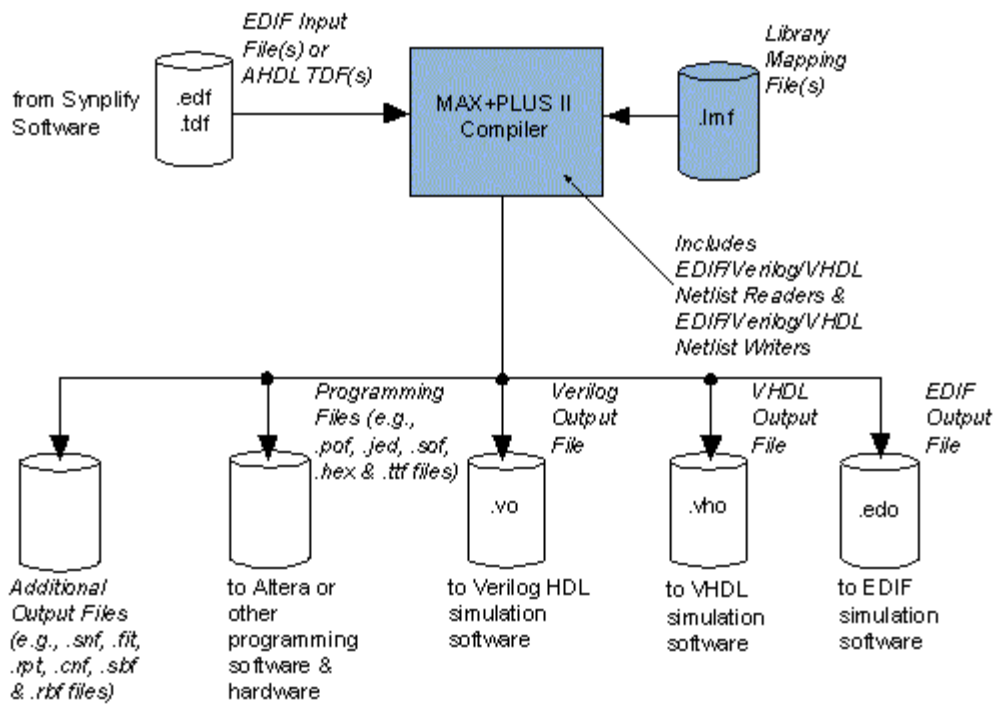 EDIF Input
File(s) or
AHDL TDF(s)
from Synplify
Software
.edf
.tdf
MAX+PLUS II
Compiler
Library
Mapping
File(s)
.lmf
Includes
EDIF/Verilog/VHDL
Netlist Readers &
EDIF/Verilog/VHDL
Netlist Writers
Programming
Files (e.g.,
.pof, .jed, .sof,
.hex & .ttf files)
Verilog
Output
File
VHDL
Output
File
EDIF
Output
File
.vo
.vho
.edo
Additional
Output Files
(e.g., .snf, .fit,
.rpt, .cnf, .sbf
& .rbf files)
to Altera or
other
programming
software &
hardware
to Verilog HDL
simulation
software
to VHDL
simulation
software
to EDIF
simulation
software